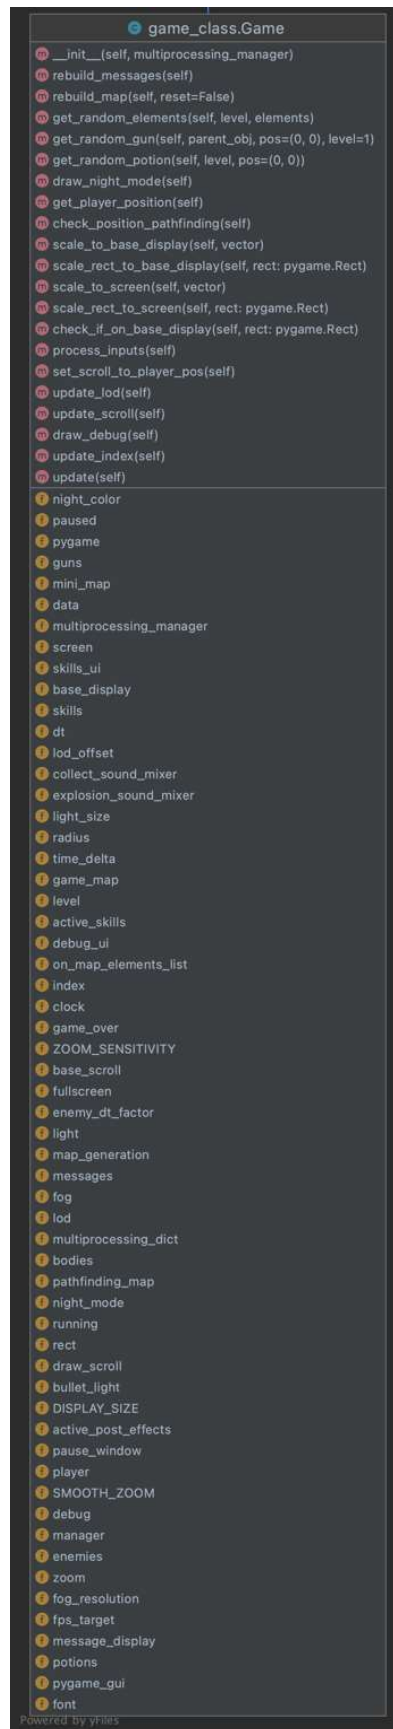 game_class.Game
__init__(self, multiprocessing_manager)
rebuild_messages(self)
rebuild_map(self, reset=False)
get_random_elements(self, level, elements)
get_random_gun(self, parent_obj, pos=(0, 0), level=1)
get_random_potion(self, level, pos=(0, 0))
draw_night_mode(self)
get_player_position(self)
check_position_pathfinding(self)
scale_to_base_display(self, vector)
scale_rect_to_base_display(self, rect: pygame.Rect)
scale_to_screen(self, vector)
scale_rect_to_screen(self, rect: pygame.Rect)
check_if_on_base_display(self, rect: pygame.Rect)
process_inputs(self)
set_scroll_to_player_pos(self)
update_lod(self)
update_scroll(self)
draw_debug(self)
update_index(self)
update(self)
night_color
paused
pygame
guns
mini_map
data
multiprocessing_manager
screen
skills_ui
base_display
skills
dt
lod_offset
collect_sound_mixer
explosion_sound_mixer
light_size
radius
time_delta
game_map
level
active_skills
debug_ui
on_map_elements_list
index
clock
game_over
ZOOM_SENSITIVITY
base_scroll
fullscreen
enemy_dt_factor
light
map_generation
messages
fog
lod
multiprocessing_dict
bodies
pathfinding_map
night_mode
running
rect
draw_scroll
bullet_light
DISPLAY_SIZE
active_post_effects
pause_window
player
SMOOTH_ZOOM
debug
manager
enemies
zoom
fog_resolution
fps_target
message_display
potions
pygame_gui
font
Powered by yFiles